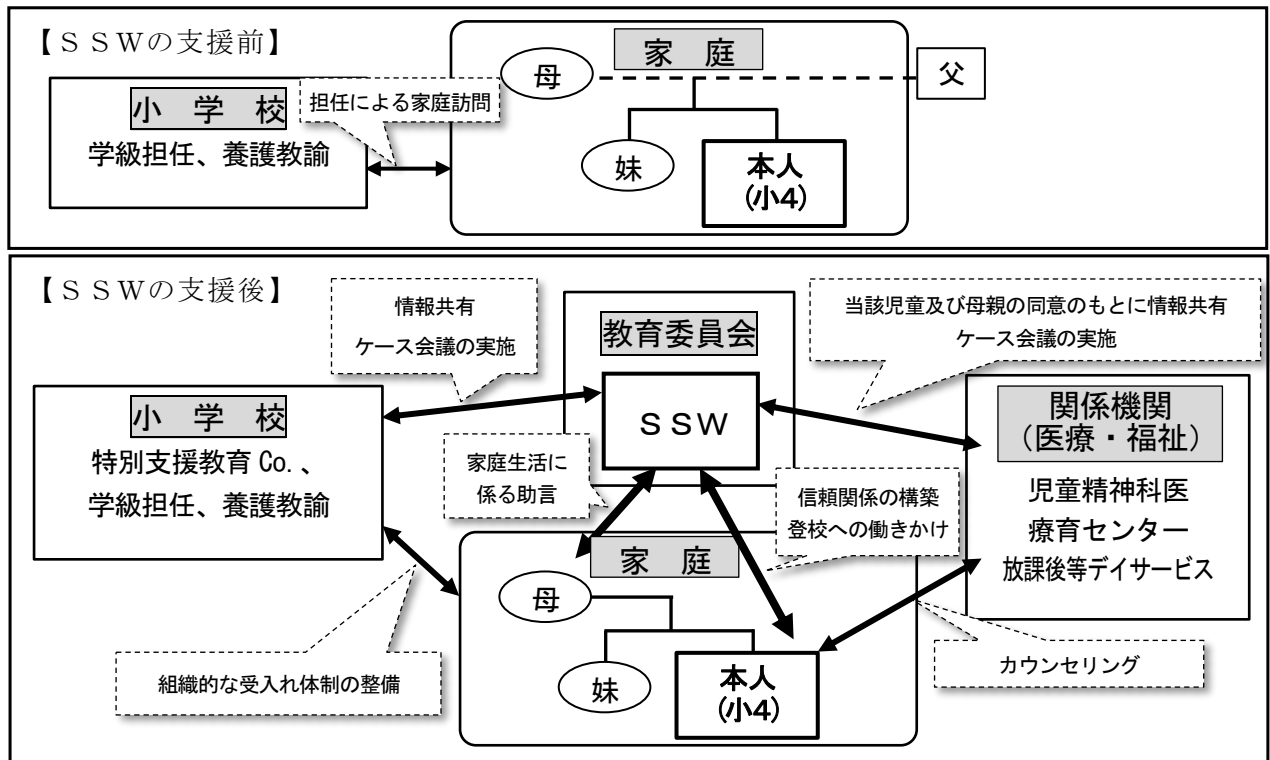 【ＳＳＷの支援前】
家　庭
母
父
小　学　校
学級担任、養護教諭
担任による家庭訪問
妹
本人
(小4)
【ＳＳＷの支援後】
情報共有
ケース会議の実施
教育委員会
ＳＳＷ
当該児童及び母親の同意のもとに情報共有
ケース会議の実施
小　学　校
特別支援教育 Co.、
学級担任、養護教諭
家庭生活に
係る助言
信頼関係の構築
登校への働きかけ
関係機関
（医療・福祉）
児童精神科医
療育センター
放課後等デイサービス
家　庭
母
妹
本人
(小4)
組織的な受入れ体制の整備
カウンセリング